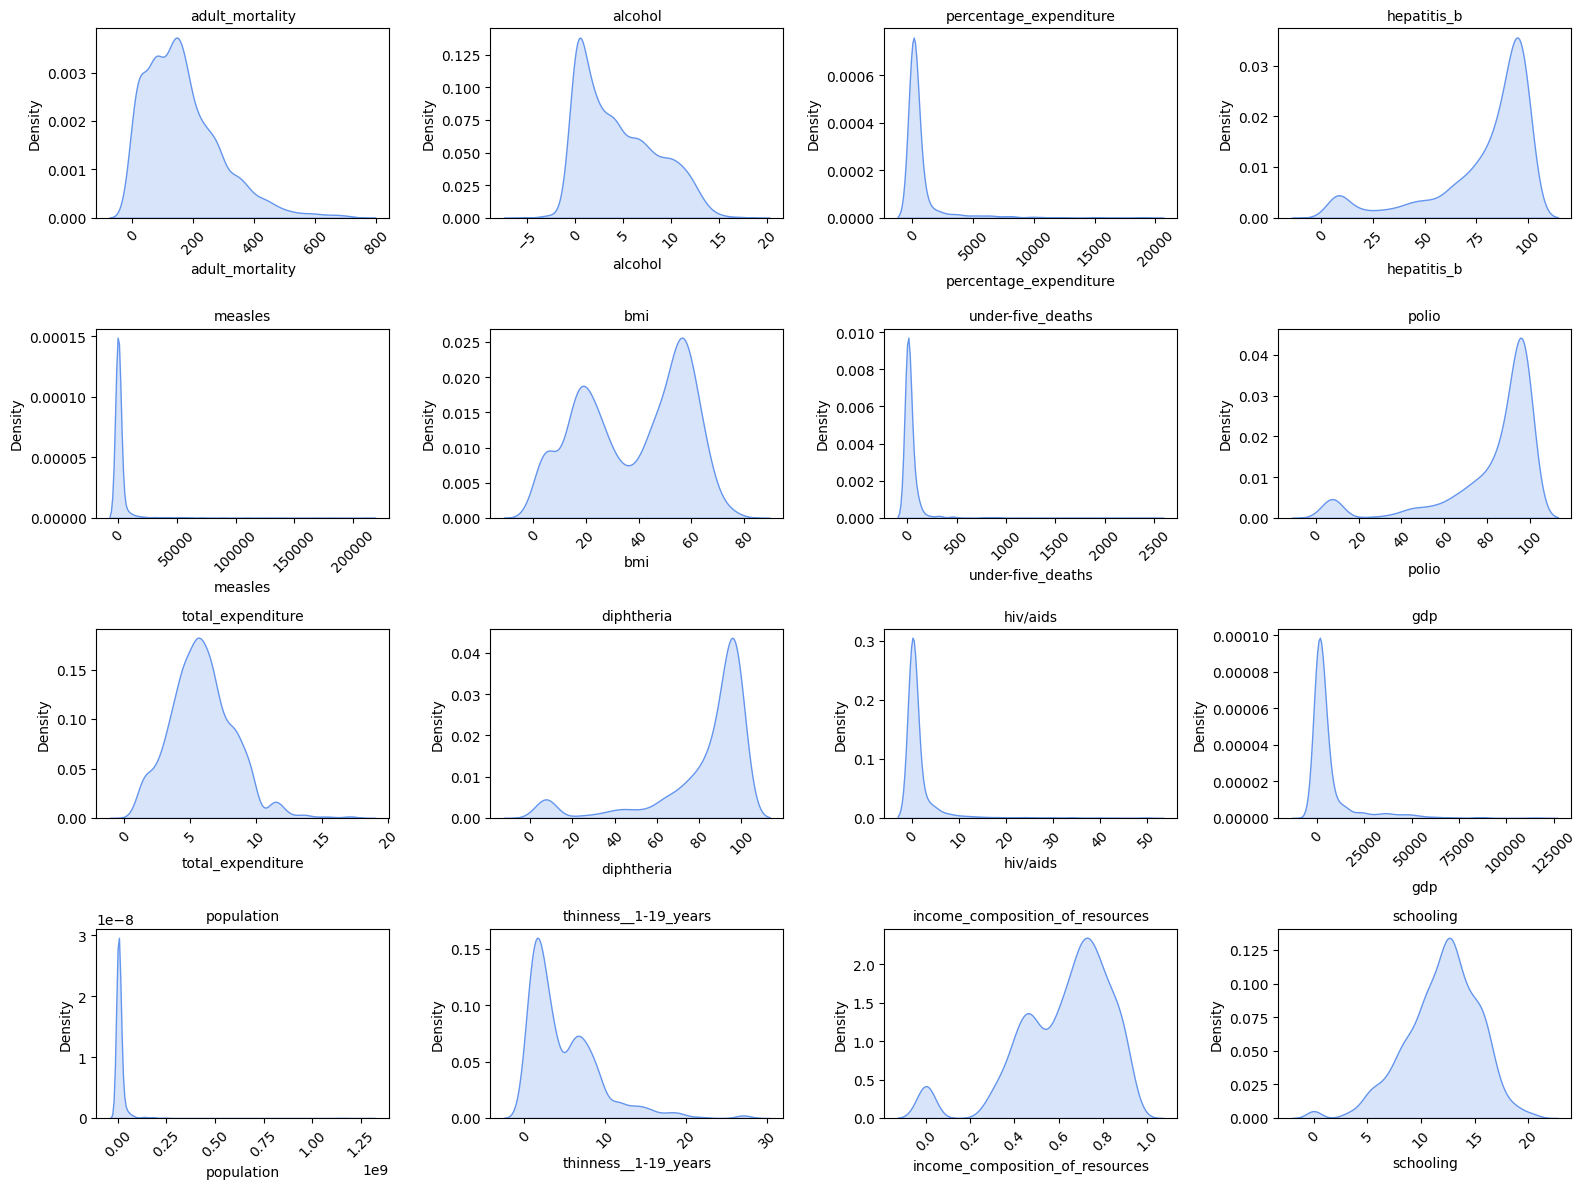 adult_mortality
Density
0.003
0.002
0.001
0.000
0 200 400 600 800
adult_mortality
alcohol
Density
0.125
0.100
0.075
0.050
0.025
0.000
−5 0 5 10 15 20
alcohol
percentage_expenditure
Density
0.0006
0.0004
0.0002
0.0000
0 5000 10000 15000 20000
percentage_expenditure
hepatitis_b
Density
0.03
0.02
0.01
0.00
0 25 50 75 100
hepatitis_b
measles
Density
0.00015
0.00010
0.00005
0.00000
0 50000 100000 150000 200000
measles
bmi
Density
0.025
0.020
0.015
0.010
0.005
0.000
0 20 40 60 80
bmi
under-five_deaths
Density
0.010
0.008
0.006
0.004
0.002
0.000
0 500 1000 1500 2000 2500
under-five_deaths
polio
Density
0.04
0.03
0.02
0.01
0.00
0 20 40 60 80 100
polio
total_expenditure
Density
0.15
0.10
0.05
0.00
0 5 10 15 20
total_expenditure
diphtheria
Density
0.04
0.03
0.02
0.01
0.00
0 20 40 60 80 100
diphtheria
hiv/aids
Density
0.3
0.2
0.1
0.0
0 10 20 30 40 50
hiv/aids
gdp
Density
0.00010
0.00008
0.00006
0.00004
0.00002
0.00000
0 25000 50000 75000 100000 125000
gdp
population
1e−8
Density
3
2
1
0
0.00 0.25 0.50 0.75 1.00 1.25
1e9
population
thinness__1-19_years
Density
0.15
0.10
0.05
0.00
0 10 20 30
thinness__1-19_years
income_composition_of_resources
Density
2.0
1.5
1.0
0.5
0.0
0.0 0.2 0.4 0.6 0.8 1.0
income_composition_of_resources
schooling
Density
0.125
0.100
0.075
0.050
0.025
0.000
0 5 10 15 20
schooling